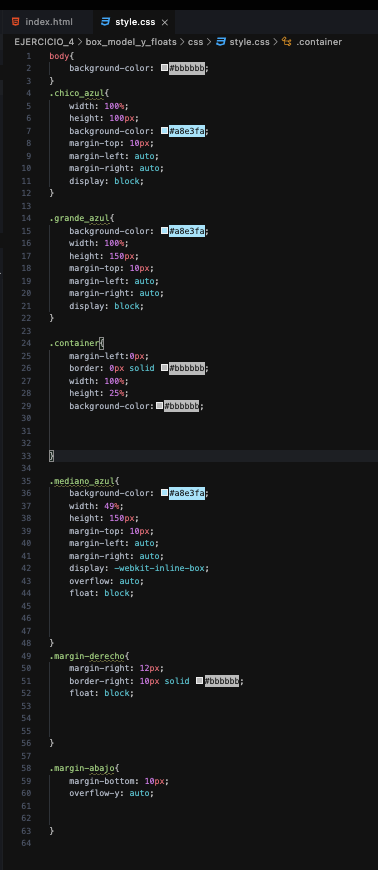 index.html style.css ×
EJERCICIO_4 > box_model_y_floats > css > style.css > .container
1 body{
2 background-color: #bbbbbb;
3 }
4 .chico_azul{
5 width: 100%;
6 height: 100px;
7 background-color: #a8e3fa;
8 margin-top: 10px;
9 margin-left: auto;
10 margin-right: auto;
11 display: block;
12 }
13
14 .grande_azul{
15 background-color: #a8e3fa;
16 width: 100%;
17 height: 150px;
18 margin-top: 10px;
19 margin-left: auto;
20 margin-right: auto;
21 display: block;
22 }
23
24 .container{
25 margin-left:0px;
26 border: 0px solid #bbbbbb;
27 width: 100%;
28 height: 25%;
29 background-color:#bbbbbb;
30
31
32
33 }
34
35 .mediano_azul{
36 background-color: #a8e3fa;
37 width: 49%;
38 height: 150px;
39 margin-top: 10px;
40 margin-left: auto;
41 margin-right: auto;
42 display: -webkit-inline-box;
43 overflow: auto;
44 float: block;
45
46
47
48 }
49 .margin-derecho{
50 margin-right: 12px;
51 border-right: 10px solid #bbbbbb;
52 float: block;
53
54
55
56 }
57
58 .margin-abajo{
59 margin-bottom: 10px;
60 overflow-y: auto;
61
62
63 }
64